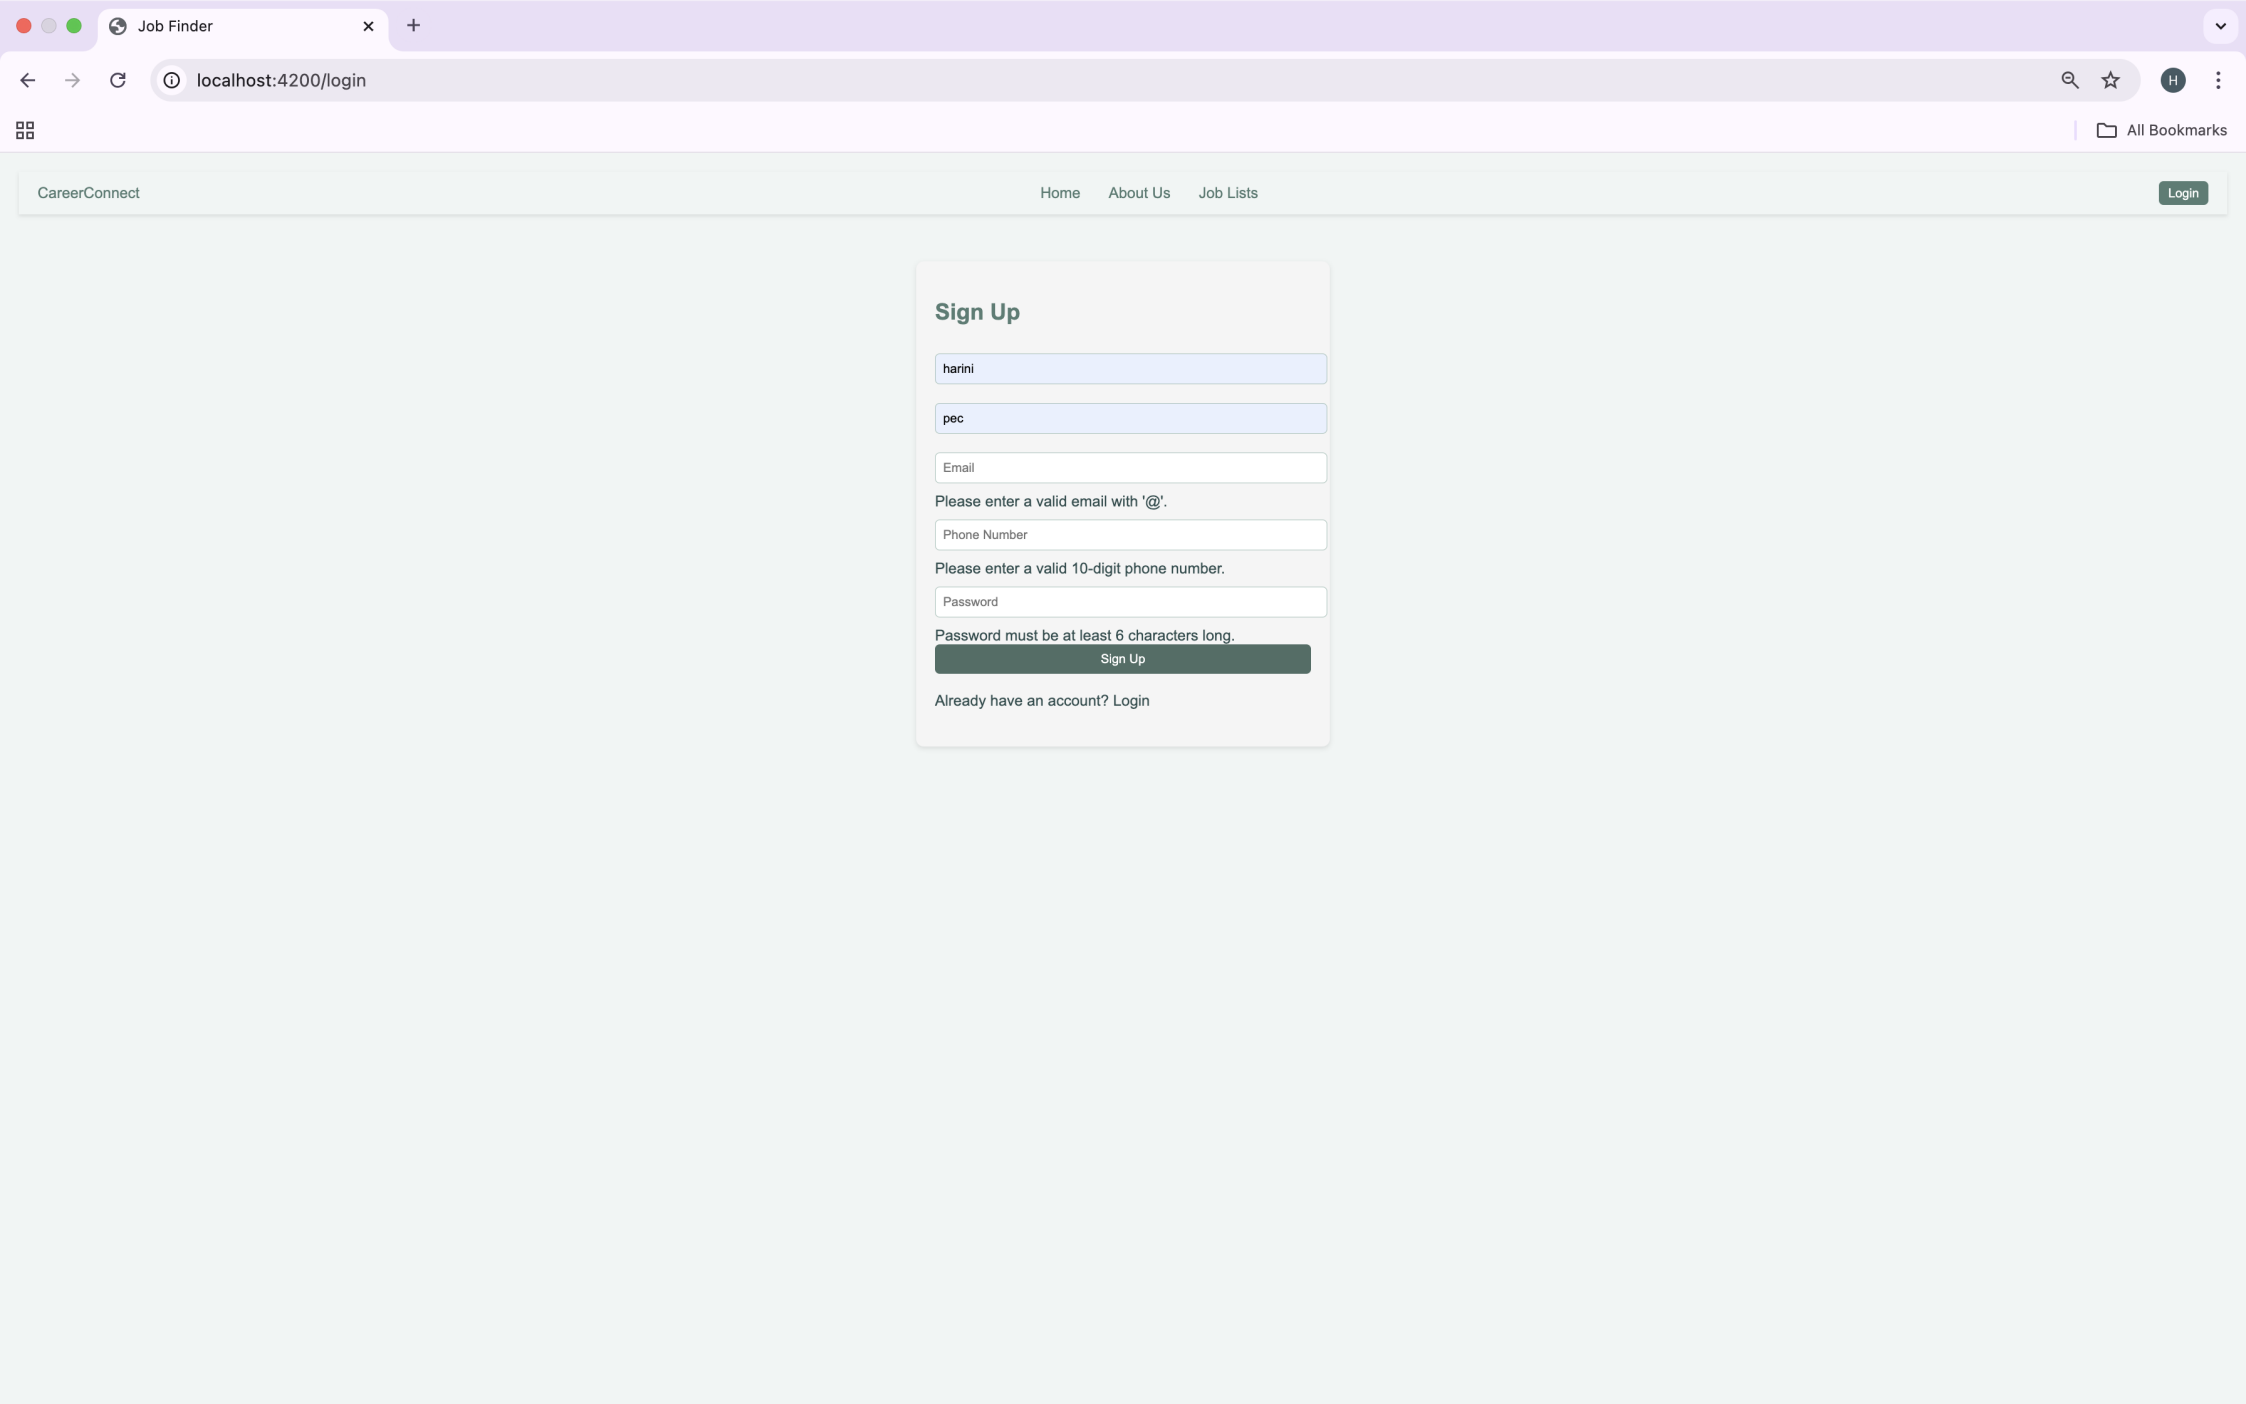 Job Finder
localhost:4200/login
H
All Bookmarks
CareerConnect
Home About Us Job Lists
Login
Sign Up
harini
pec
Email
Please enter a valid email with '@'.
Phone Number
Please enter a valid 10-digit phone number.
Password
Password must be at least 6 characters long.
Sign Up
Already have an account? Login